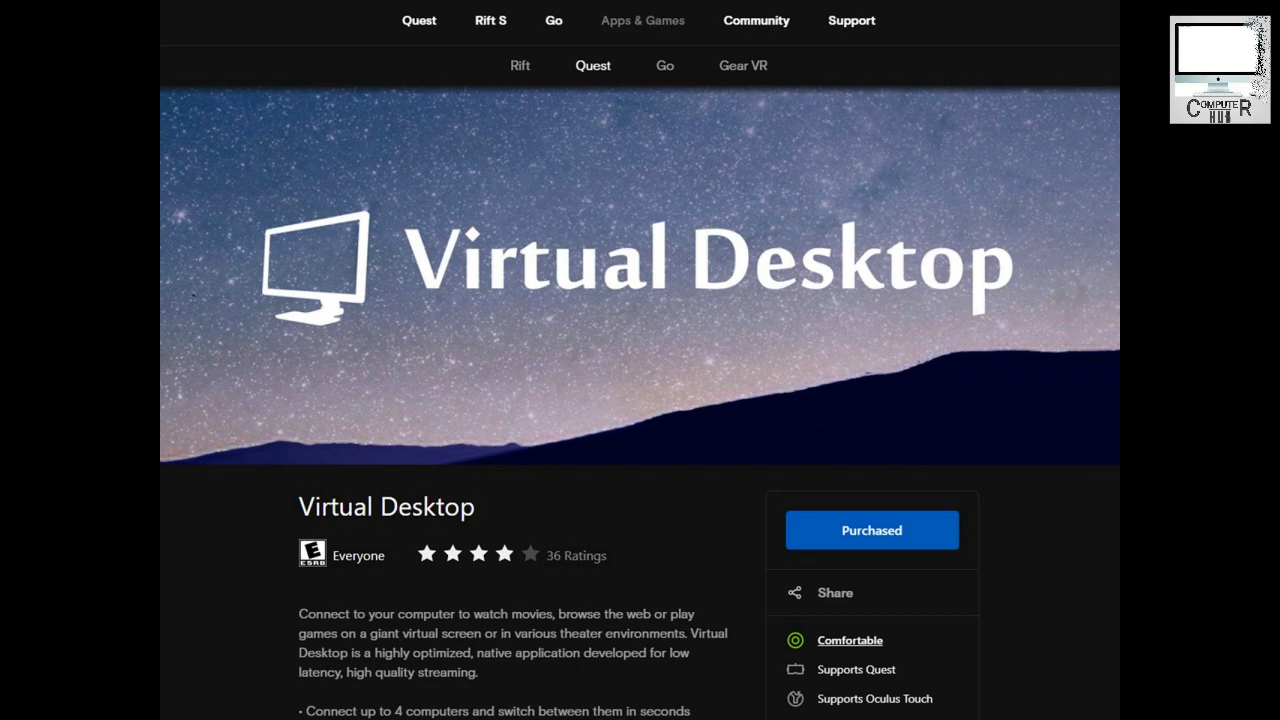 Quest Rift S Go Apps & Games Community Support
Rift Quest Go Gear VR
COMPUTER
HUB
Virtual Desktop
Virtual Desktop
Purchased
E
ESRB
Everyone
36 Ratings
Share
Connect to your computer to watch movies, browse the web or play
games on a giant virtual screen or in various theater environments. Virtual
Desktop is a highly optimized, native application developed for low
latency, high quality streaming.
Comfortable
Supports Quest
Supports Oculus Touch
• Connect up to 4 computers and switch between them in seconds